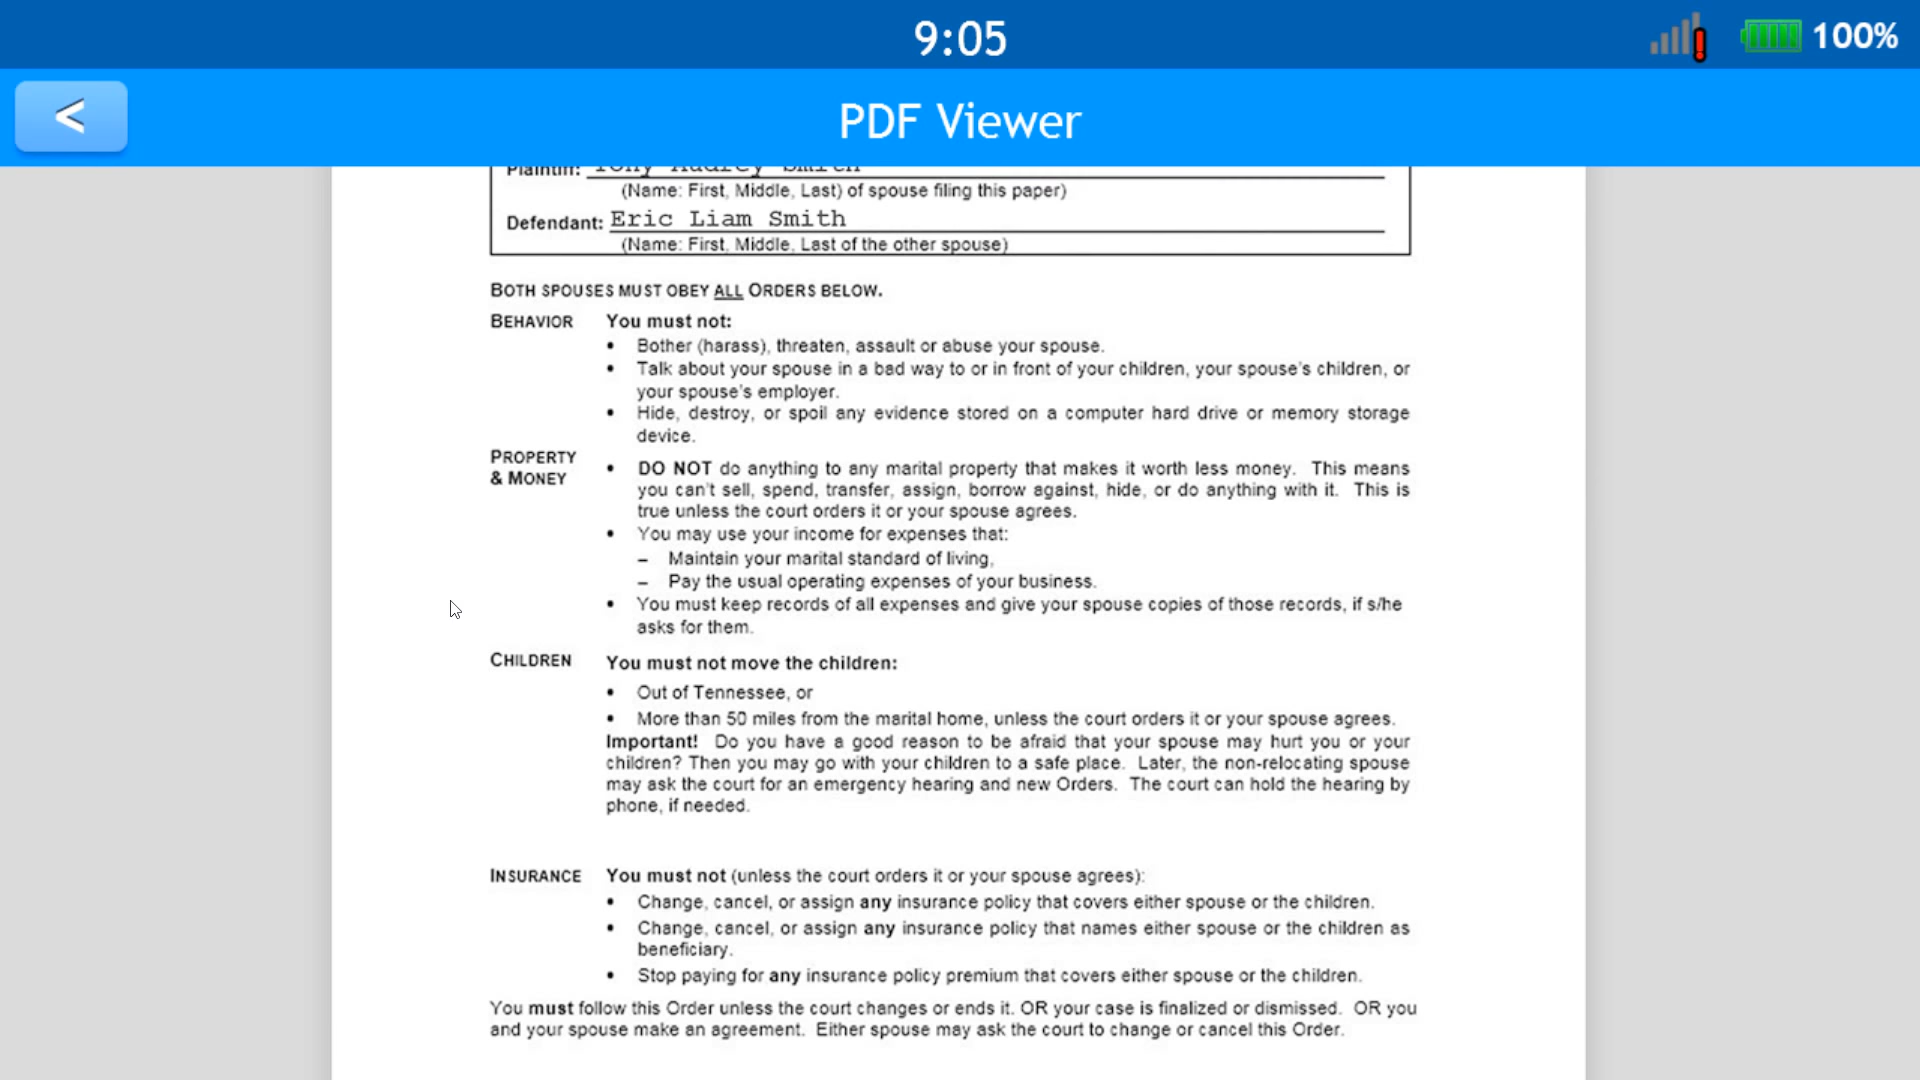 9:05
100%
<
PDF Viewer
Plaintiff: Tony Audrey Smith
(Name: First, Middle, Last) of spouse filing this paper)
Defendant: Eric Liam Smith
(Name: First, Middle, Last of the other spouse)
BOTH SPOUSES MUST OBEY ALL ORDERS BELOW.
BEHAVIOR You must not:
• Bother (harass), threaten, assault or abuse your spouse.
• Talk about your spouse in a bad way to or in front of your children, your spouse's children, or
your spouse's employer.
• Hide, destroy, or spoil any evidence stored on a computer hard drive or memory storage
device.
PROPERTY
& MONEY
• DO NOT do anything to any marital property that makes it worth less money. This means
you can't sell, spend, transfer, assign, borrow against, hide, or do anything with it. This is
true unless the court orders it or your spouse agrees.
• You may use your income for expenses that:
– Maintain your marital standard of living,
– Pay the usual operating expenses of your business.
• You must keep records of all expenses and give your spouse copies of those records, if s/he
asks for them.
CHILDREN You must not move the children:
• Out of Tennessee, or
• More than 50 miles from the marital home, unless the court orders it or your spouse agrees.
Important! Do you have a good reason to be afraid that your spouse may hurt you or your
children? Then you may go with your children to a safe place. Later, the non-relocating spouse
may ask the court for an emergency hearing and new Orders. The court can hold the hearing by
phone, if needed.
INSURANCE You must not (unless the court orders it or your spouse agrees):
• Change, cancel, or assign any insurance policy that covers either spouse or the children.
• Change, cancel, or assign any insurance policy that names either spouse or the children as
beneficiary.
• Stop paying for any insurance policy premium that covers either spouse or the children.
You must follow this Order unless the court changes or ends it. OR your case is finalized or dismissed. OR you
and your spouse make an agreement. Either spouse may ask the court to change or cancel this Order.